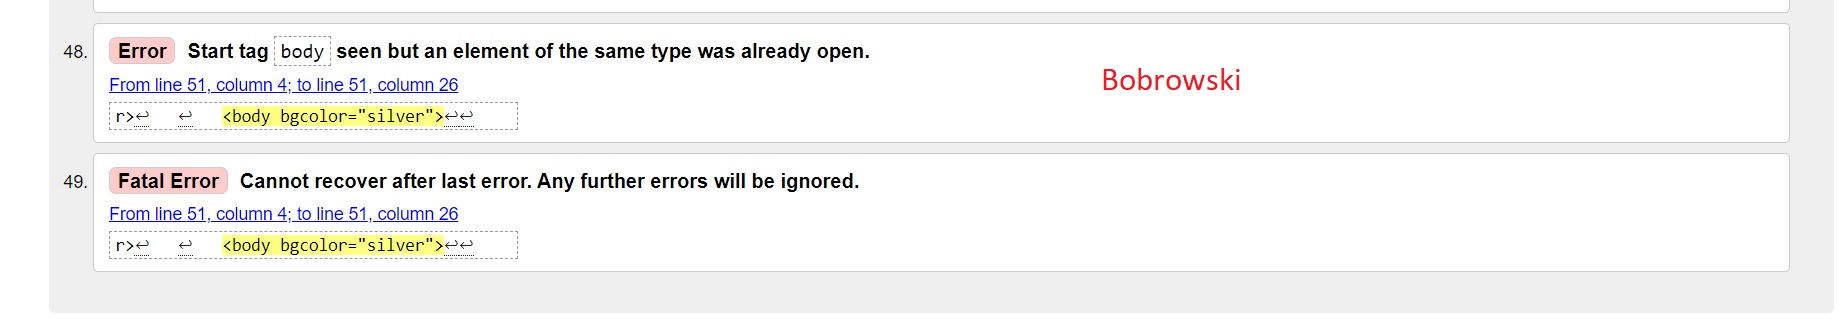 48. Error Start tag body seen but an element of the same type was already open.
From line 51, column 4; to line 51, column 26
Bobrowski
r>↩ ↩ <body bgcolor="silver">↩↩
49. Fatal Error Cannot recover after last error. Any further errors will be ignored.
From line 51, column 4; to line 51, column 26
r>↩ ↩ <body bgcolor="silver">↩↩